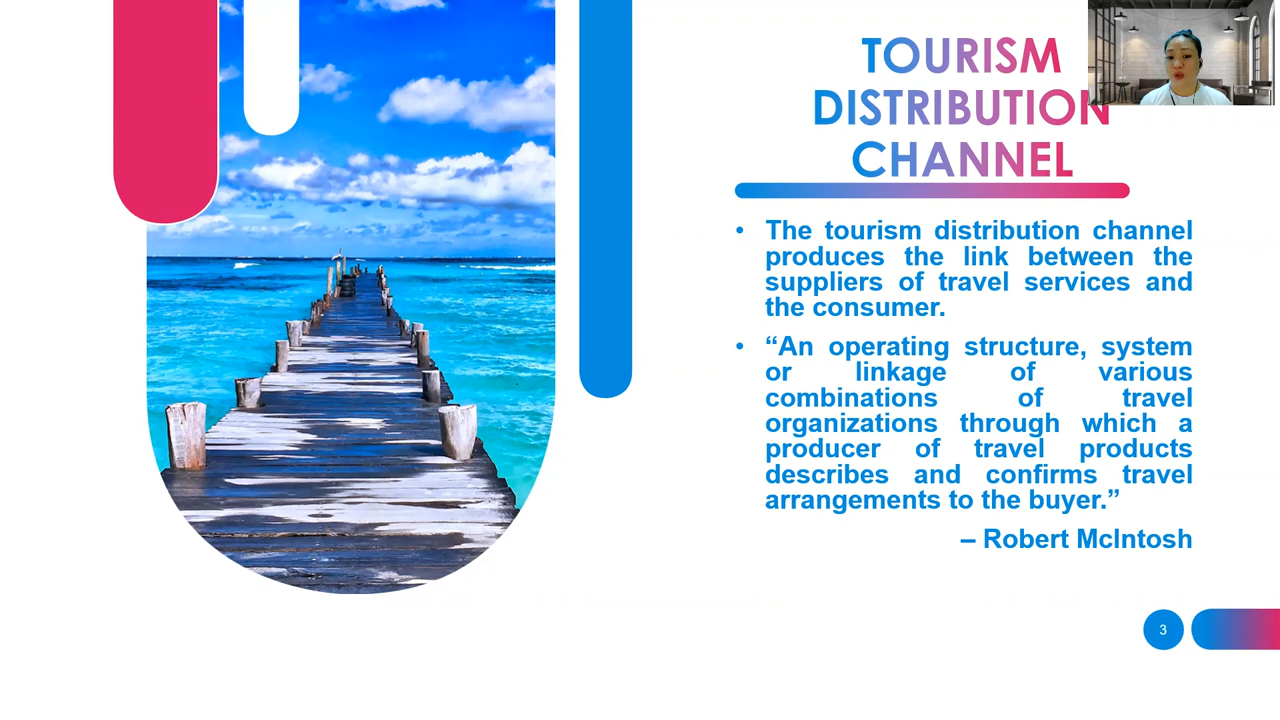 TOURISM
DISTRIBUTION
CHANNEL
• The tourism distribution channel
produces the link between the
suppliers of travel services and
the consumer.
• “An operating structure, system
or linkage of various
combinations of travel
organizations through which a
producer of travel products
describes and confirms travel
arrangements to the buyer.”
– Robert McIntosh
3